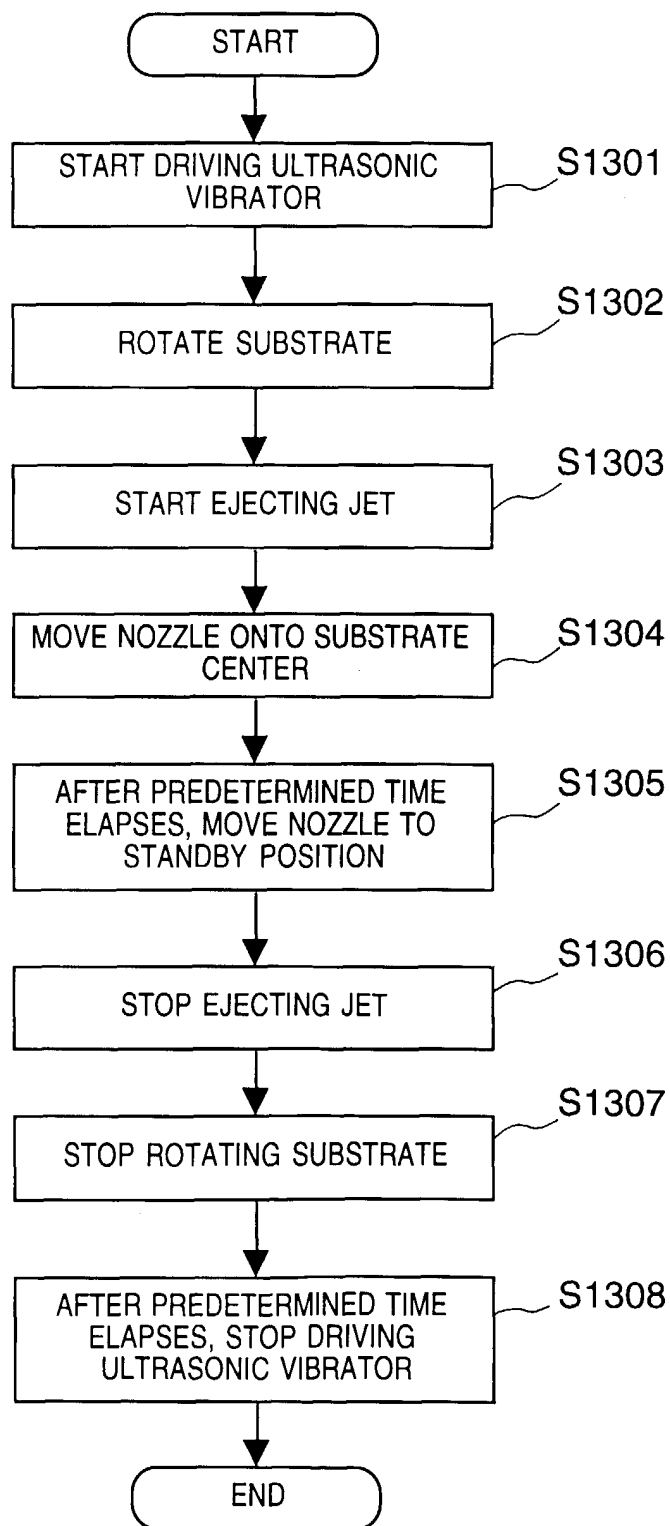 START
START DRIVING ULTRASONIC
VIBRATOR
S1301
ROTATE SUBSTRATE
S1302
START EJECTING JET
S1303
MOVE NOZZLE ONTO SUBSTRATE
CENTER
S1304
AFTER PREDETERMINED TIME
ELAPSES, MOVE NOZZLE TO
STANDBY POSITION
S1305
STOP EJECTING JET
S1306
STOP ROTATING SUBSTRATE
S1307
AFTER PREDETERMINED TIME
ELAPSES, STOP DRIVING
ULTRASONIC VIBRATOR
S1308
END